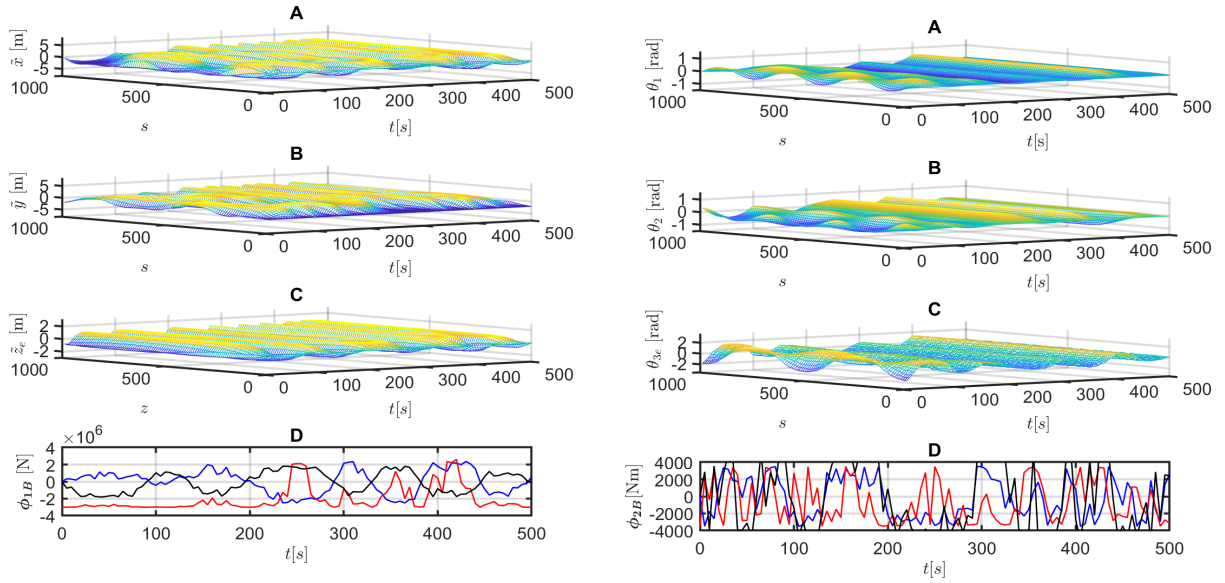 A
x̃ [m]
5
0
-5
1000
500
0
s
0
100
200
300
400
500
t[s]
B
ỹ [m]
5
0
-5
1000
500
0
s
0
100
200
300
400
500
t[s]
C
z̃e [m]
2
0
-2
1000
500
0
z
0
100
200
300
400
500
t[s]
D
×10^6
ϕ1B [N]
4
2
0
-2
-4
0 100 200 300 400 500
t[s]
A
θ1 [rad]
1
0
-1
1000
500
0
s
0
100
200
300
400
500
t[s]
B
θ2 [rad]
1
0
-1
1000
500
0
s
0
100
200
300
400
500
t[s]
C
θ3e [rad]
2
0
-2
1000
500
0
s
0
100
200
300
400
500
t[s]
D
ϕ2B [Nm]
4000
2000
0
-2000
-4000
0 100 200 300 400 500
t[s]